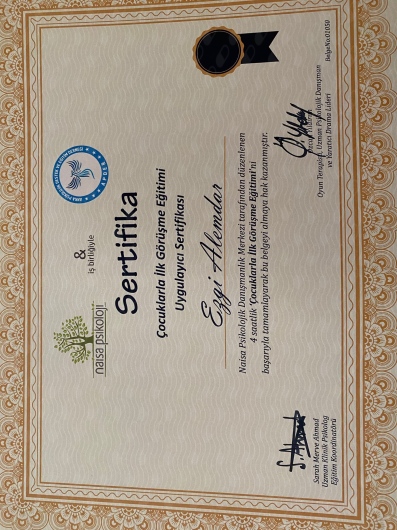 naisa psikoloji
&
iş birliğiyle
Sertifika
Çocuklarla İlk Görüşme Eğitimi
Uygulayıcı Sertifikası
Ezgi Alemdar
Naisa Psikolojik Danışmanlık Merkezi tarafından düzenlenen
4 saatlik 'Çocuklarla İlk Görüşme Eğitimi'ni
başarıyla tamamlayarak bu belgeyi almaya hak kazanmıştır.
Sarah Merve Ahmad
Uzman Klinik Psikolog
Eğitim Koordinatörü
Oyun Terapisti, Uzman Psikolojik Danışman
ve Yaratıcı Drama Lideri
BelgeNo:01050